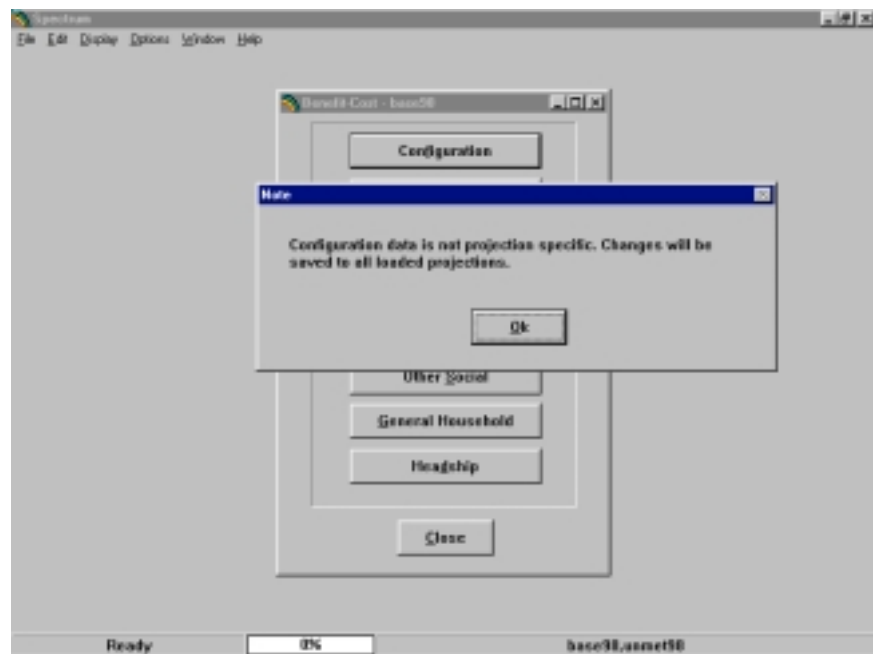 Spectrum
File Edit Display Options Window Help
Benefit-Cost - base98
Configuration
Note
Configuration data is not projection specific. Changes will be
saved to all loaded projections.
Ok
Other Social
General Household
Headship
Close
Ready 0% base98,unmet98